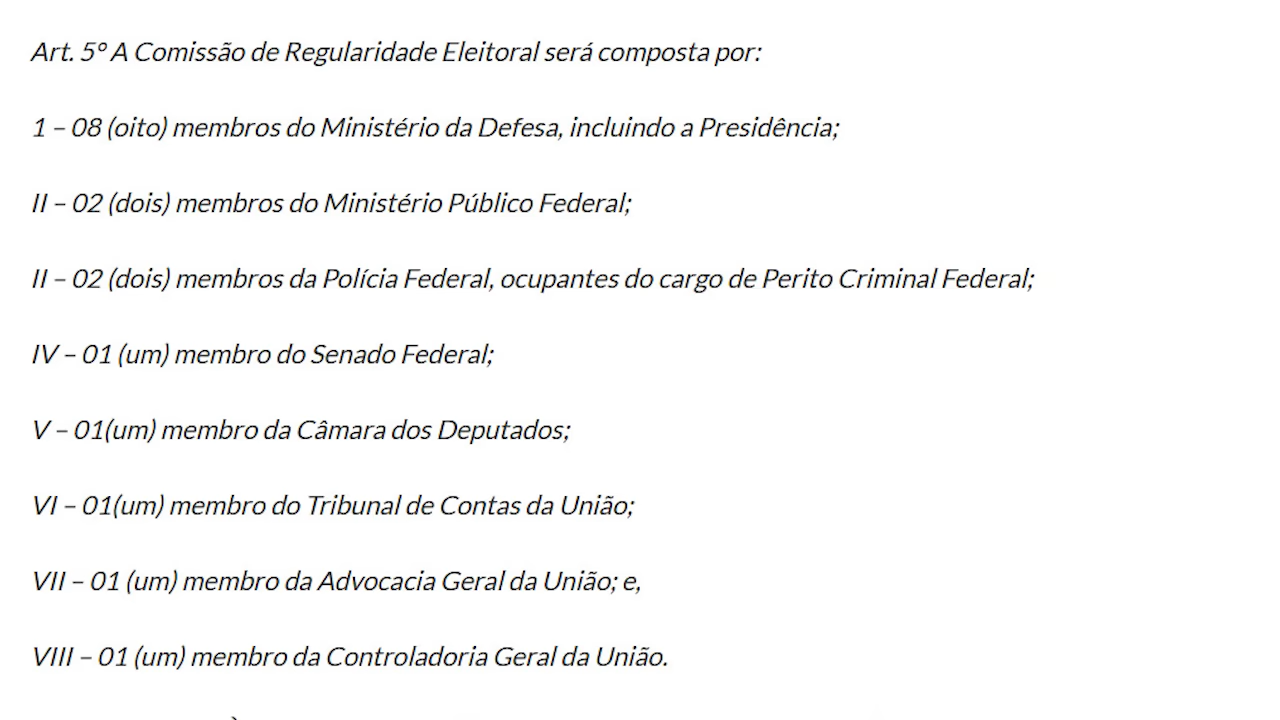 Art. 5º A Comissão de Regularidade Eleitoral será composta por:
1 – 08 (oito) membros do Ministério da Defesa, incluindo a Presidência;
II – 02 (dois) membros do Ministério Público Federal;
II – 02 (dois) membros da Polícia Federal, ocupantes do cargo de Perito Criminal Federal;
IV – 01 (um) membro do Senado Federal;
V – 01(um) membro da Câmara dos Deputados;
VI – 01(um) membro do Tribunal de Contas da União;
VII – 01 (um) membro da Advocacia Geral da União; e,
VIII – 01 (um) membro da Controladoria Geral da União.